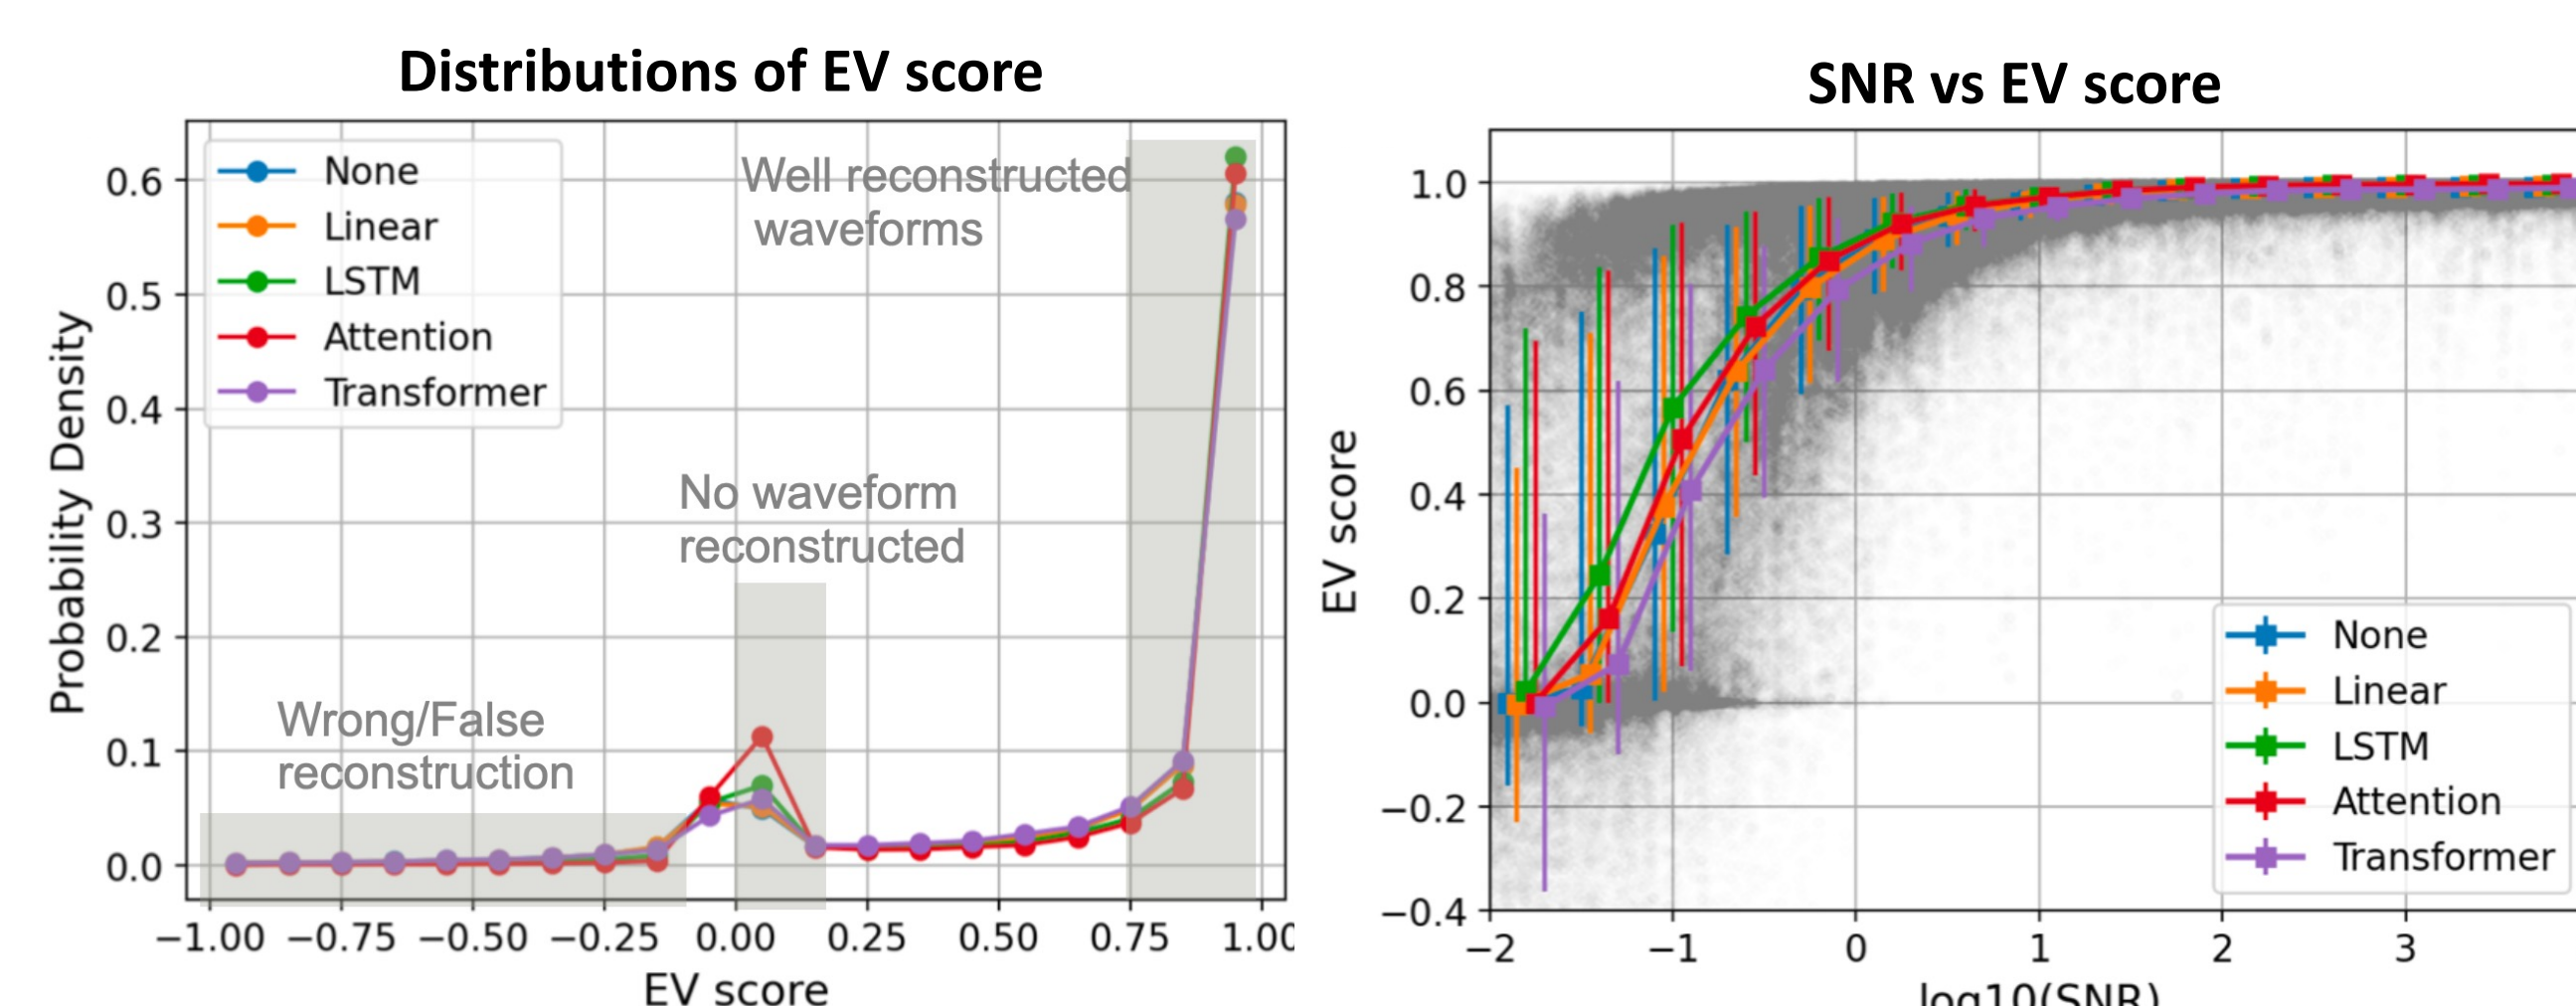 Distributions of EV score
None
Linear
LSTM
Attention
Transformer
Well reconstructed
waveforms
No waveform
reconstructed
Wrong/False
reconstruction
0.6
0.5
0.4
0.3
0.2
0.1
0.0
Probability Density
−1.00 −0.75 −0.50 −0.25 0.00 0.25 0.50 0.75 1.00
EV score
SNR vs EV score
1.0
0.8
0.6
0.4
0.2
0.0
−0.2
−0.4
EV score
None
Linear
LSTM
Attention
Transformer
−2 −1 0 1 2 3
log10(SNR)